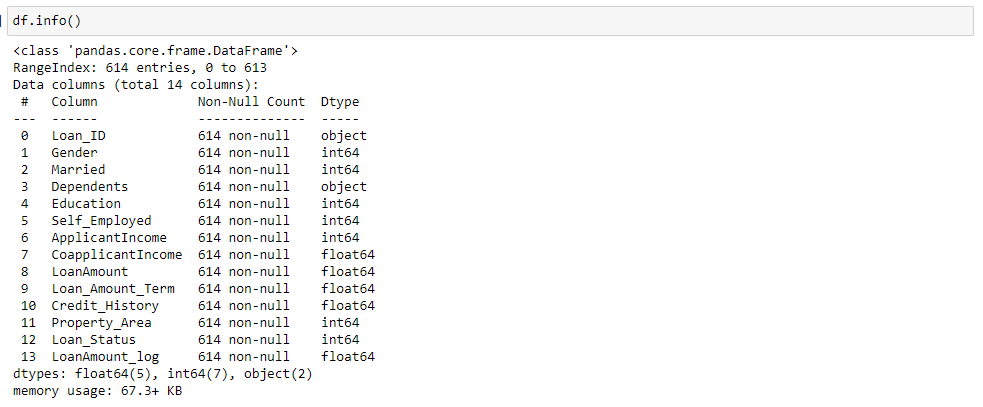 df.info()
<class 'pandas.core.frame.DataFrame'>
RangeIndex: 614 entries, 0 to 613
Data columns (total 14 columns):
 #   Column             Non-Null Count  Dtype
---  ------             --------------  -----
 0   Loan_ID            614 non-null    object
 1   Gender             614 non-null    int64
 2   Married            614 non-null    int64
 3   Dependents         614 non-null    object
 4   Education          614 non-null    int64
 5   Self_Employed      614 non-null    int64
 6   ApplicantIncome    614 non-null    int64
 7   CoapplicantIncome  614 non-null    float64
 8   LoanAmount         614 non-null    float64
 9   Loan_Amount_Term   614 non-null    float64
 10  Credit_History     614 non-null    float64
 11  Property_Area      614 non-null    int64
 12  Loan_Status        614 non-null    int64
 13  LoanAmount_log     614 non-null    float64
dtypes: float64(5), int64(7), object(2)
memory usage: 67.3+ KB